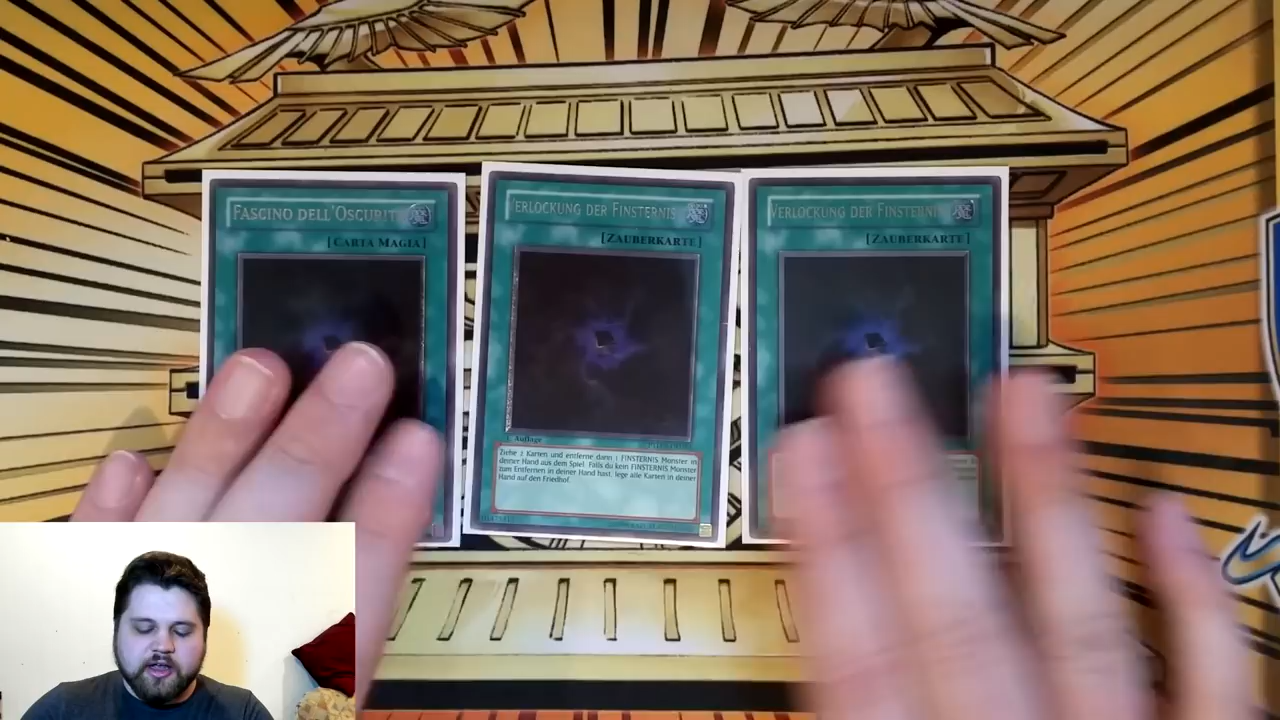 FASCINO DELL'OSCURIT
[CARTA MAGIA]
VERLOCKUNG DER FINSTERNIS
[ZAUBERKARTE]
1. Auflage
Ziehe 2 Karten und entferne dann 1 FINSTERNIS Monster in
deiner Hand aus dem Spiel. Falls du kein FINSTERNIS Monster
zum Entfernen in deiner Hand hast, lege alle Karten in deiner
Hand auf den Friedhof.
VERLOCKUNG DER FINSTERNIS
[ZAUBERKARTE]